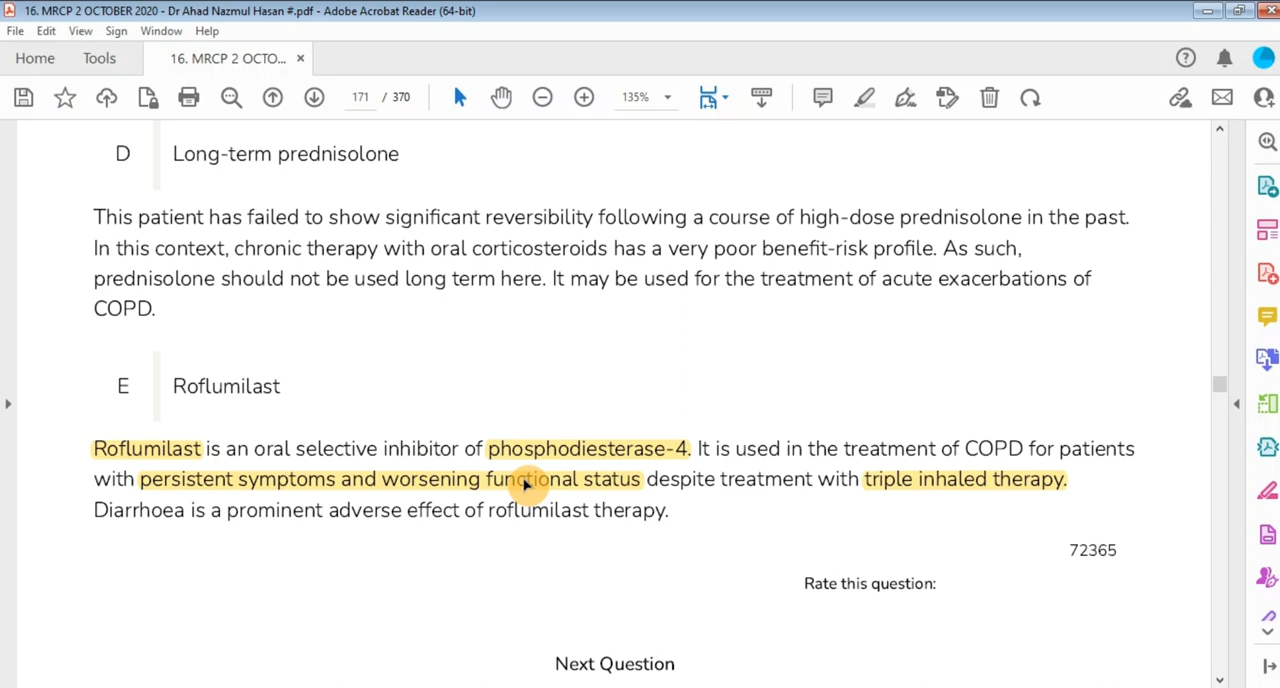 16. MRCP 2 OCTOBER 2020 - Dr Ahad Nazmul Hasan #.pdf - Adobe Acrobat Reader (64-bit)
File Edit View Sign Window Help
Home Tools 16. MRCP 2 OCTO... ×
171 / 370 135%
D Long-term prednisolone
This patient has failed to show significant reversibility following a course of high-dose prednisolone in the past.
In this context, chronic therapy with oral corticosteroids has a very poor benefit-risk profile. As such,
prednisolone should not be used long term here. It may be used for the treatment of acute exacerbations of
COPD.
E Roflumilast
Roflumilast is an oral selective inhibitor of phosphodiesterase-4. It is used in the treatment of COPD for patients
with persistent symptoms and worsening functional status despite treatment with triple inhaled therapy.
Diarrhoea is a prominent adverse effect of roflumilast therapy.
72365
Rate this question:
Next Question